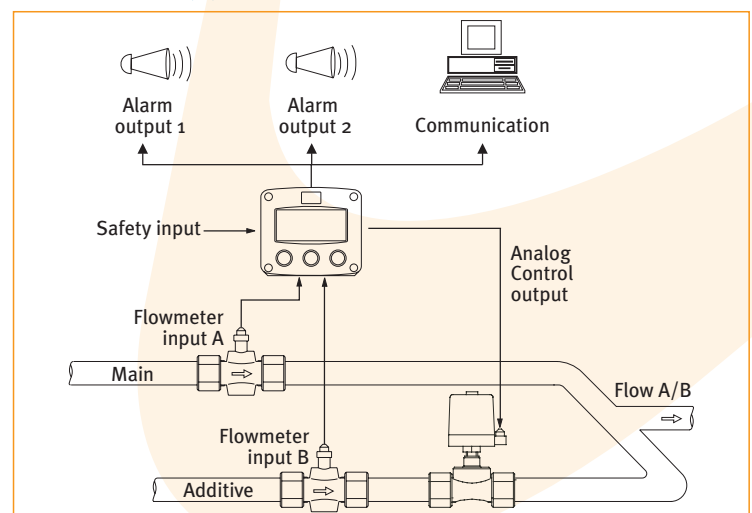 Alarm
output 1
Alarm
output 2
Communication
Safety input
Analog
Control
output
Flowmeter
input A
Main
Flow A/B
Flowmeter
input B
Additive